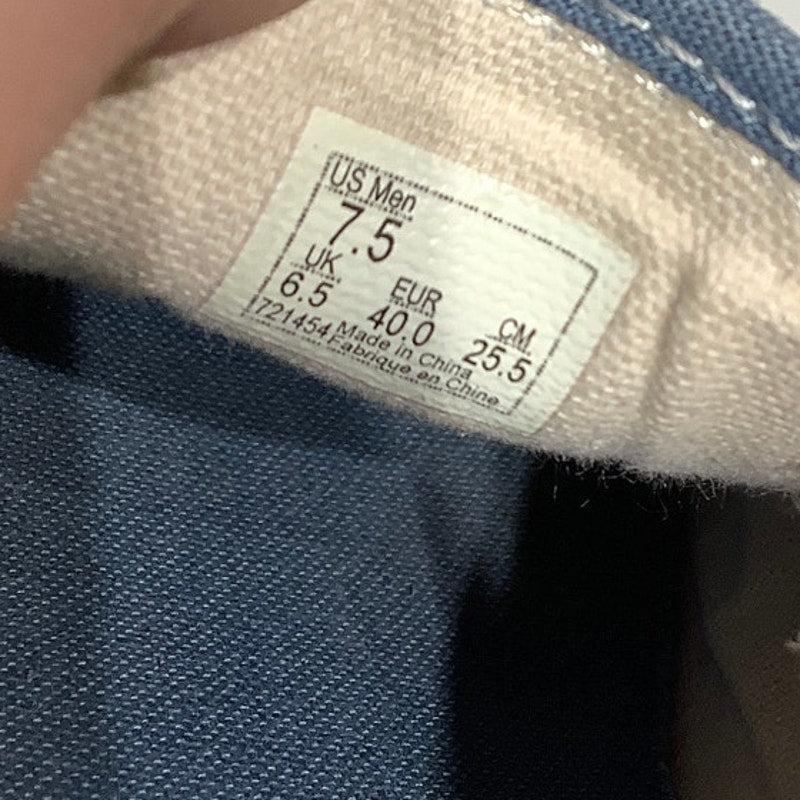 US Men
7.5
UK EUR CM
6.5 40.0 25.5
721454 Made in China
Fabrique en Chine